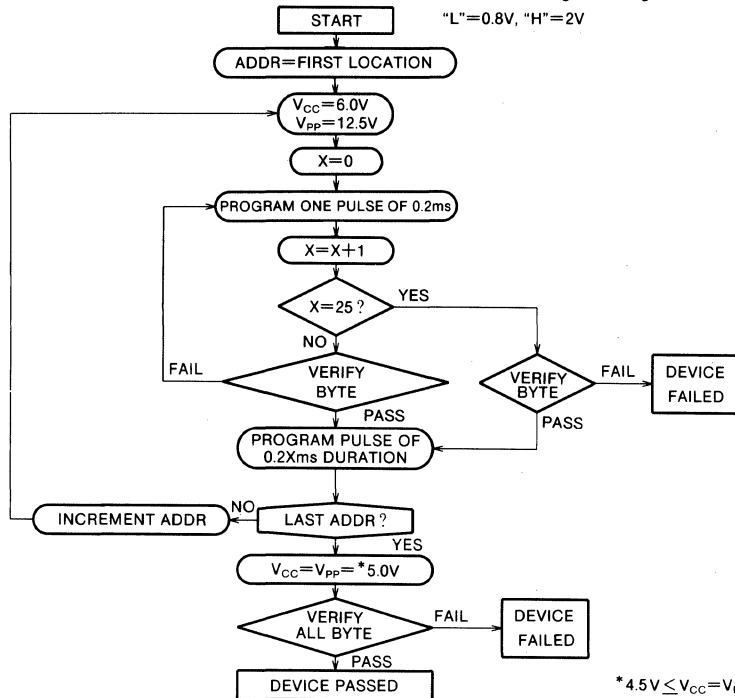 START
"L"=0.8V, "H"=2V
ADDR=FIRST LOCATION
VCC=6.0V
VPP=12.5V
X=0
PROGRAM ONE PULSE OF 0.2ms
X=X+1
X=25?
YES
NO
FAIL
VERIFY
BYTE
PASS
VERIFY
BYTE
FAIL
PASS
DEVICE
FAILED
PROGRAM PULSE OF
0.2Xms DURATION
INCREMENT ADDR
NO
LAST ADDR?
YES
VCC=VPP=*5.0V
VERIFY
ALL BYTE
FAIL
DEVICE
FAILED
PASS
DEVICE PASSED
*4.5V≤VCC=V